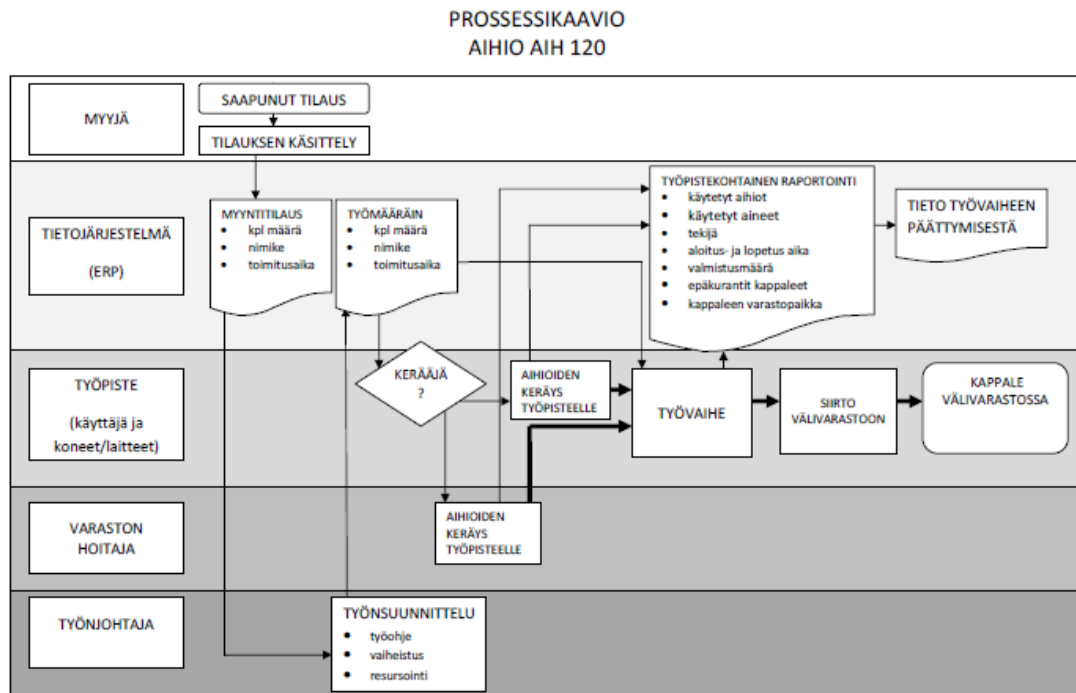 PROSSESSIKAAVIO
AIHIO AIH 120
MYYJÄ
SAAPUNUT TILAUS
TILAUKSEN KÄSITTELY
TIETOJÄRJESTELMÄ
(ERP)
MYYNTITILAUS
• kpl määrä
• nimike
• toimitusaika
TYÖMÄÄRÄIN
• kpl määrä
• nimike
• toimitusaika
TYÖPISTEKOHTAINEN RAPORTOINTI
• käytetyt aihiot
• käytetyt aineet
• tekijä
• aloitus- ja lopetus aika
• valmistusmäärä
• epäkurantit kappaleet
• kappaleen varastopaikka
TIETO TYÖVAIHEEN
PÄÄTTYMISESTÄ
TYÖPISTE
(käyttäjä ja
koneet/laitteet)
KERÄÄJÄ
?
AIHIOIDEN
KERÄYS
TYÖPISTEELLE
TYÖVAIHE
SIIRTO
VÄLIVARASTOON
KAPPALE
VÄLIVARASTOSSA
VARASTON
HOITAJA
AIHIOIDEN
KERÄYS
TYÖPISTEELLE
TYÖNJOHTAJA
TYÖNSUUNNITTELU
• työohje
• vaiheistus
• resursointi